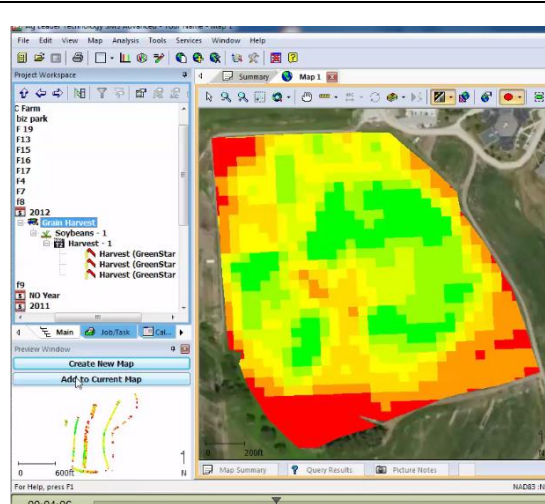 Ag Leader Technology SMS Advanced - Your Name - Map 1
File Edit View Map Analysis Tools Services Window Help
Project Workspace
Summary Map 1
C Farm
biz park
F 19
F13
F15
F16
F17
F4
F7
f8
2012
Grain Harvest
Soybeans - 1
Harvest - 1
Harvest (GreenStar
Harvest (GreenStar
Harvest (GreenStar
f9
NO Year
2011
Main Job/Task Cal...
Preview Window
Create New Map
Add to Current Map
0 600ft N
0 200ft N
Map Summary Query Results Picture Notes
For Help, press F1
NAD83 :N
00:04:06